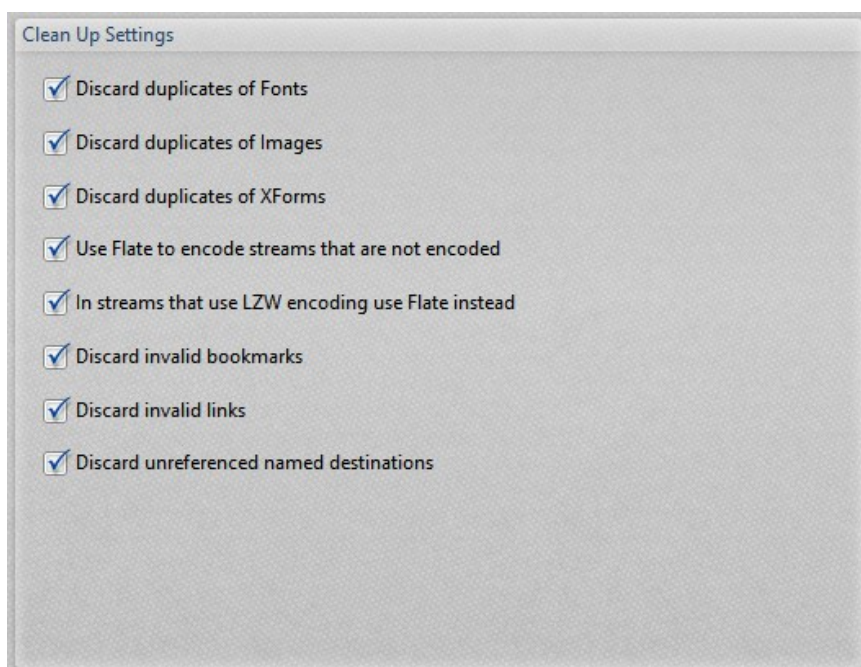 Clean Up Settings
Discard duplicates of Fonts
Discard duplicates of Images
Discard duplicates of XForms
Use Flate to encode streams that are not encoded
In streams that use LZW encoding use Flate instead
Discard invalid bookmarks
Discard invalid links
Discard unreferenced named destinations